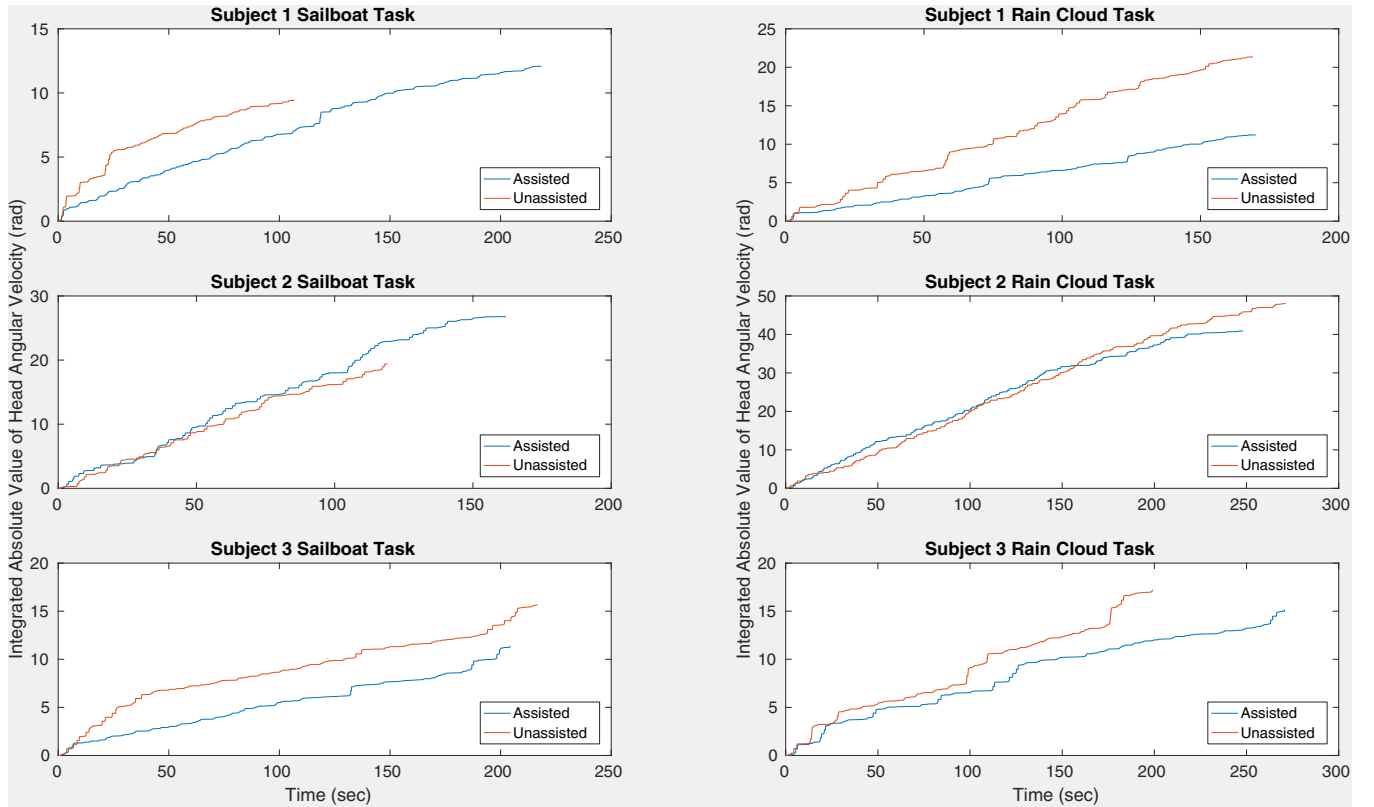 Subject 1 Sailboat Task
15
10
5
0
0 50 100 150 200 250
Assisted
Unassisted
Subject 1 Rain Cloud Task
25
20
15
10
5
0
0 50 100 150 200
Assisted
Unassisted
Integrated Absolute Value of Head Angular Velocity (rad)
Subject 2 Sailboat Task
30
20
10
0
0 50 100 150 200
Assisted
Unassisted
Integrated Absolute Value of Head Angular Velocity (rad)
Subject 2 Rain Cloud Task
50
40
30
20
10
0
0 50 100 150 200 250 300
Assisted
Unassisted
Subject 3 Sailboat Task
20
15
10
5
0
0 50 100 150 200 250
Assisted
Unassisted
Time (sec)
Subject 3 Rain Cloud Task
20
15
10
5
0
0 50 100 150 200 250 300
Assisted
Unassisted
Time (sec)